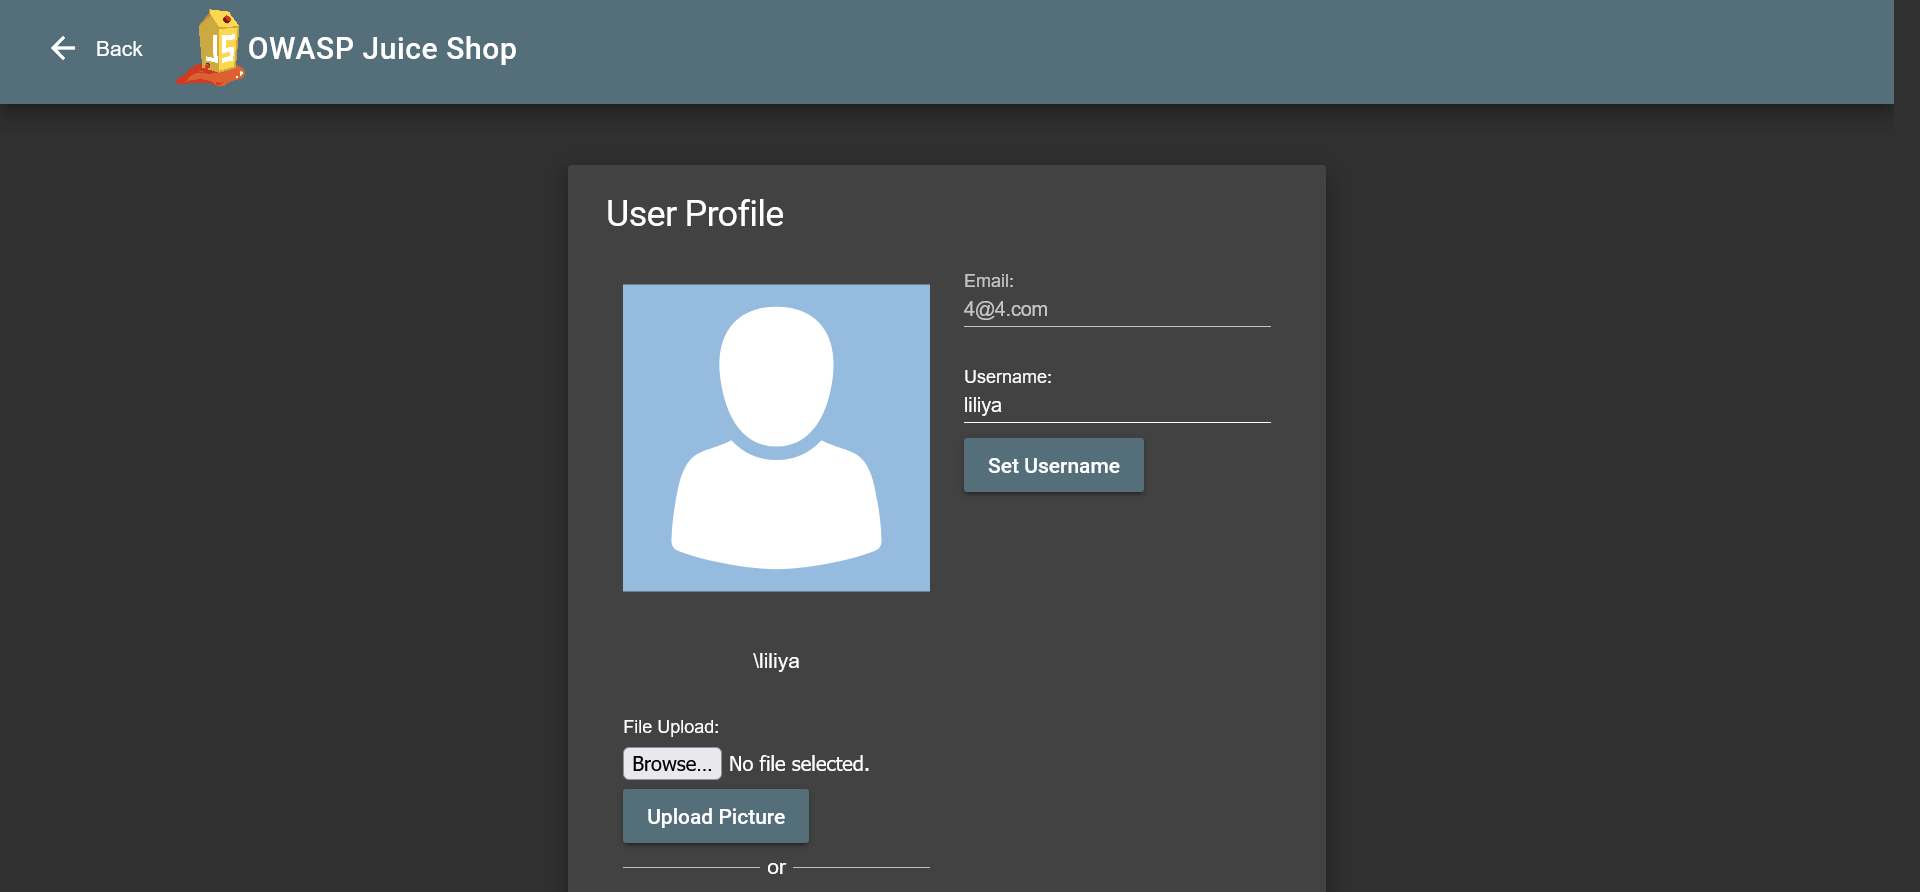 Back
JS
OWASP Juice Shop
User Profile
Email:
4@4.com
Username:
liliya
Set Username
\liliya
File Upload:
Browse... No file selected.
Upload Picture
or